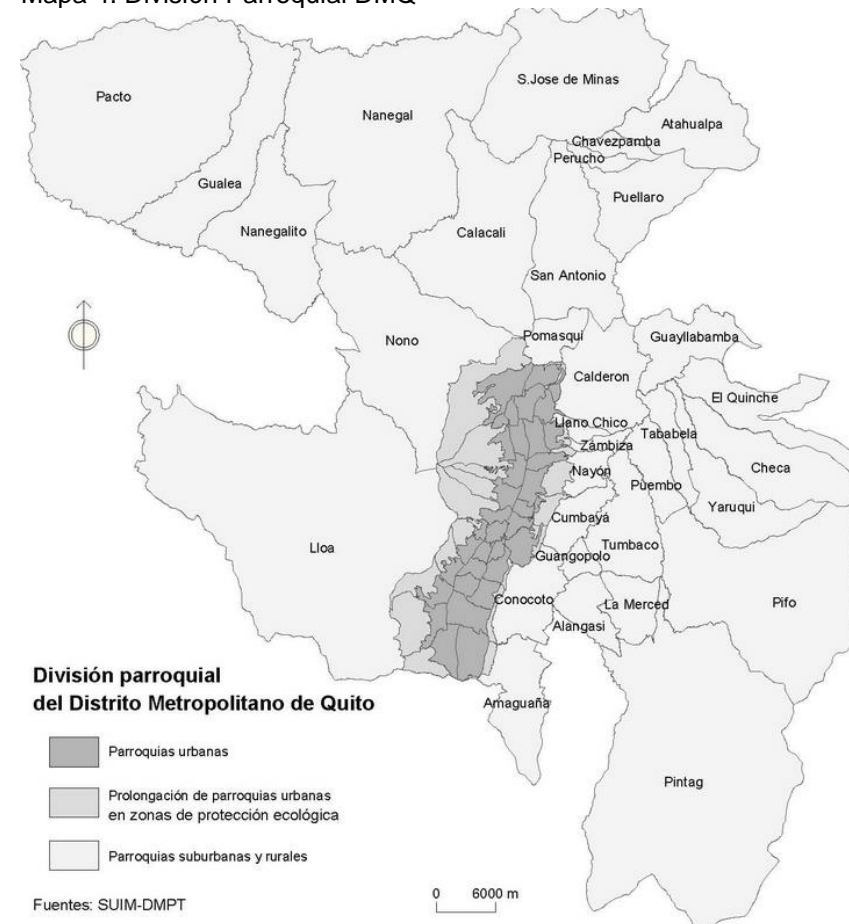 Mapa 4. División Parroquial DMQ
S.Jose de Minas
Pacto
Nanegal
Atahualpa
Chavezpamba
Perucho
Gualea
Puellaro
Nanegalito
Calacali
San Antonio
Nono
Pomasqui
Guayllabamba
Calderon
El Quinche
Llano Chico
Tababela
Zámbiza
Checa
Nayón
Puembo
Yaruqui
Cumbayá
Lloa
Tumbaco
Guangopolo
Conocoto
La Merced
Pifo
Alangasi
División parroquial
del Distrito Metropolitano de Quito
Amaguaña
Parroquias urbanas
Pintag
Prolongación de parroquias urbanas
en zonas de protección ecológica
Parroquias suburbanas y rurales
0 6000 m
Fuentes: SUIM-DMPT